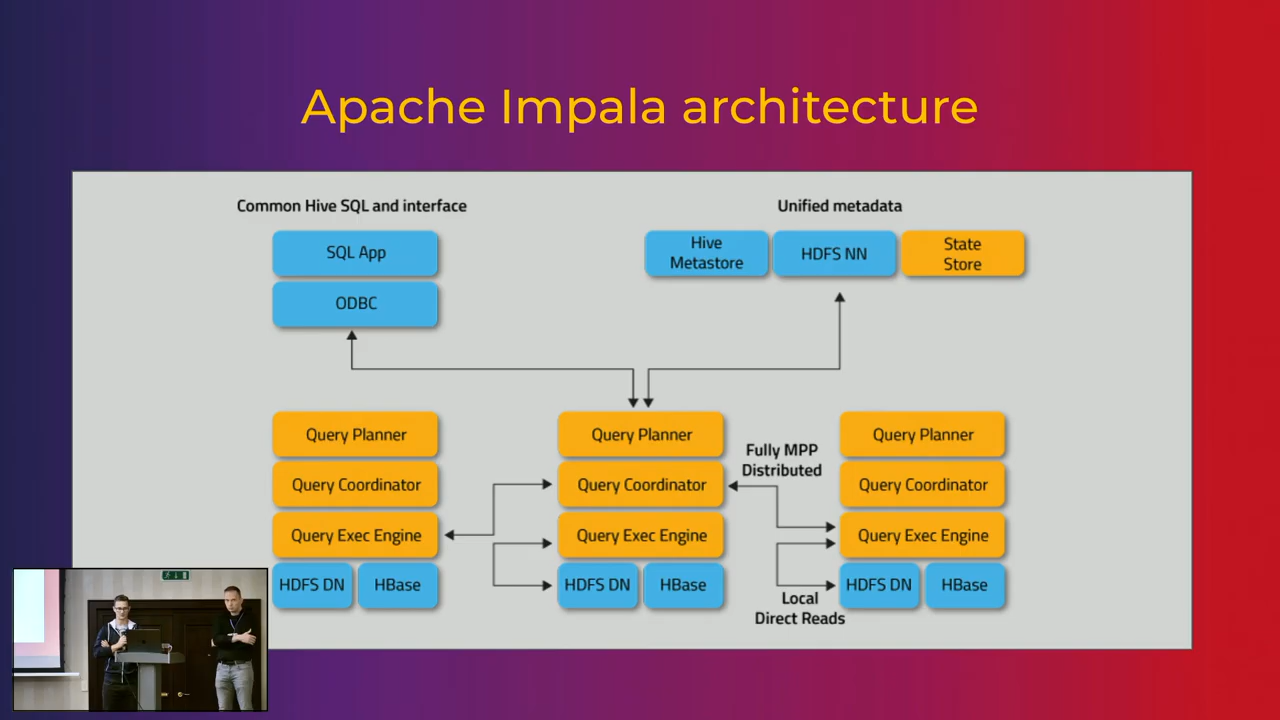 Apache Impala architecture
Common Hive SQL and interface
Unified metadata
SQL App
ODBC
Hive
Metastore
HDFS NN
State
Store
Query Planner
Query Coordinator
Query Exec Engine
HDFS DN
HBase
Query Planner
Query Coordinator
Query Exec Engine
HDFS DN
HBase
Fully MPP
Distributed
Local
Direct Reads
Query Planner
Query Coordinator
Query Exec Engine
HDFS DN
HBase